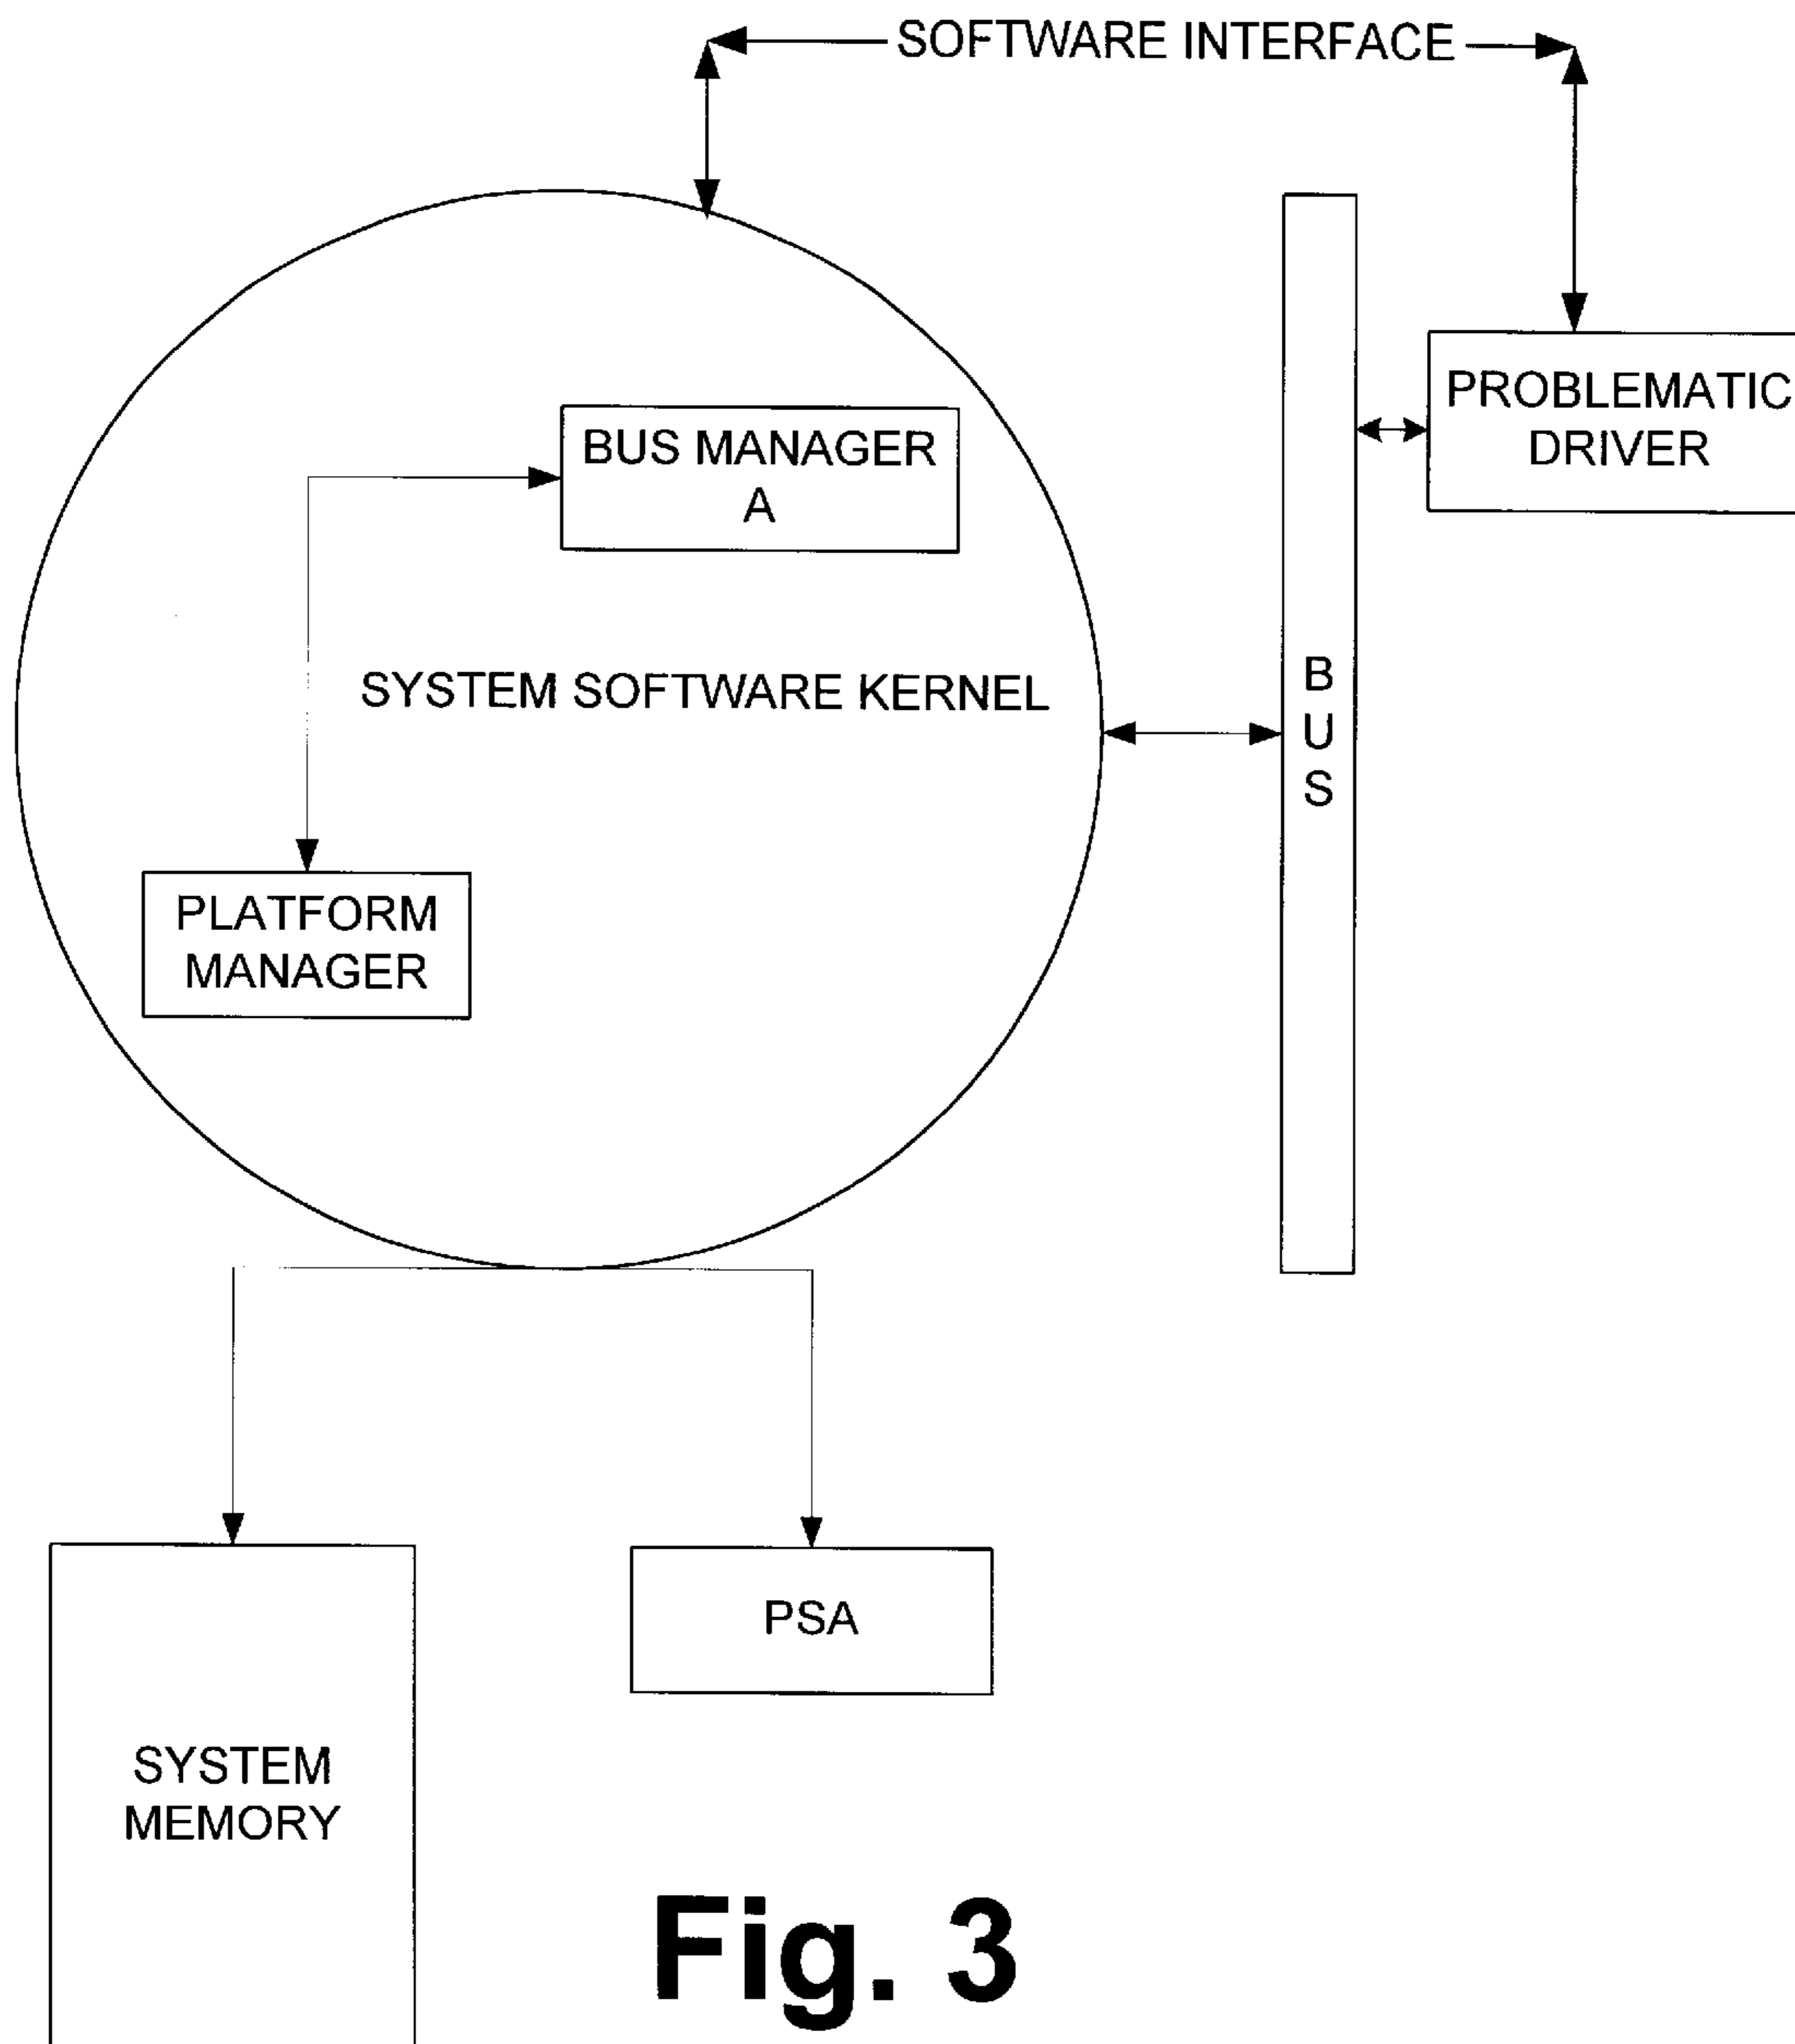 SOFTWARE INTERFACE
PROBLEMATIC
DRIVER
BUS MANAGER
A
SYSTEM SOFTWARE KERNEL
B
U
S
PLATFORM
MANAGER
PSA
SYSTEM
MEMORY
Fig. 3